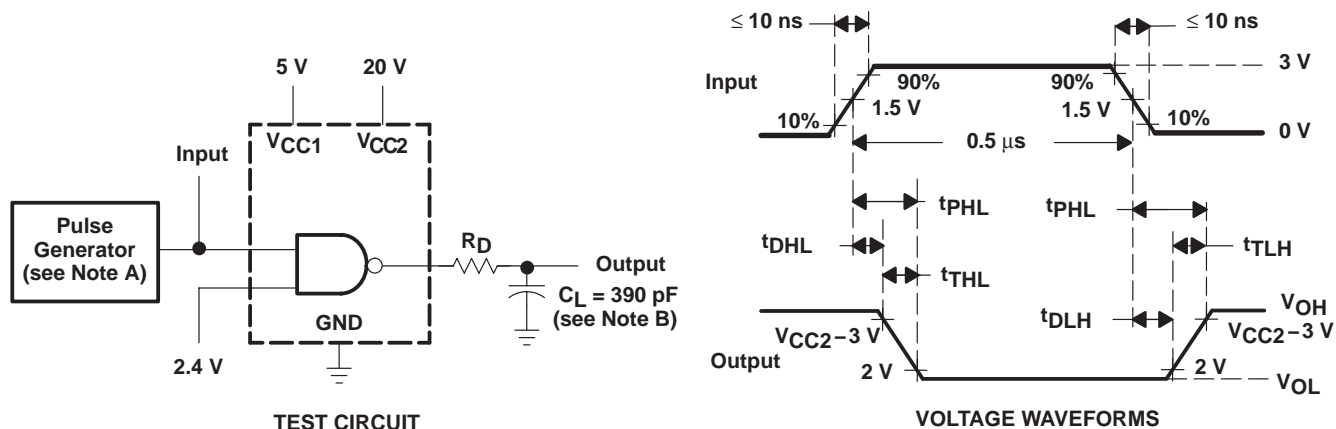 5 V
20 V
VCC1
VCC2
Input
Pulse
Generator
(see Note A)
RD
Output
CL = 390 pF
(see Note B)
GND
2.4 V
TEST CIRCUIT
≤ 10 ns
≤ 10 ns
3 V
Input
90%
90%
1.5 V
1.5 V
10%
10%
0 V
0.5 μs
tPHL
tPHL
tDHL
tTLH
tTHL
VOH
tDLH
VCC2−3 V
VCC2−3 V
Output
2 V
2 V
VOL
VOLTAGE WAVEFORMS